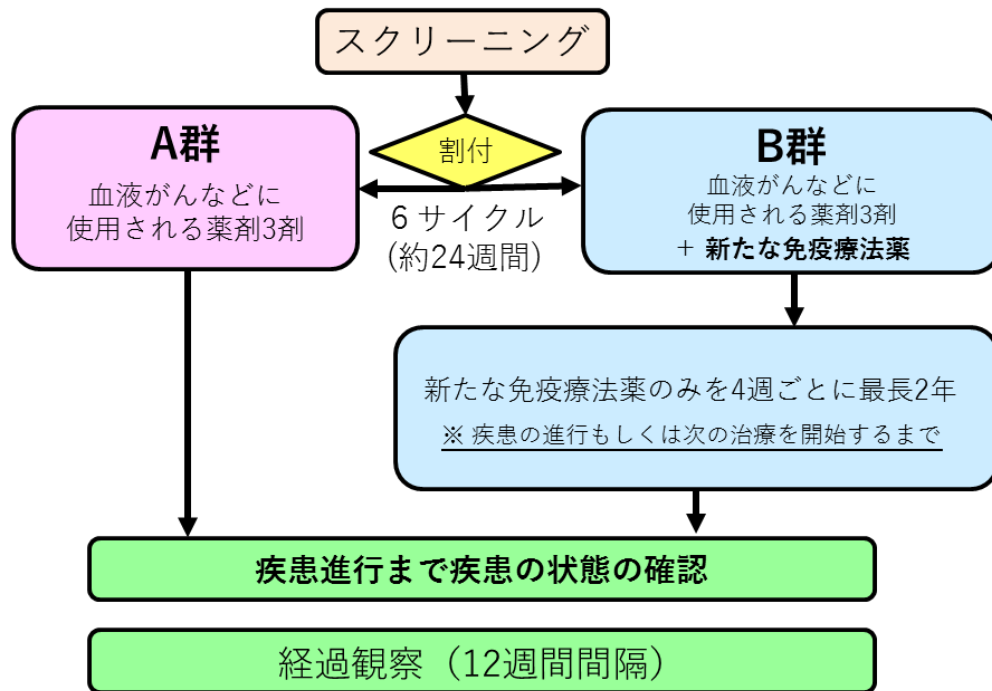 スクリーニング
割付
A群
血液がんなどに
使用される薬剤3剤
6 サイクル
(約24週間)
B群
血液がんなどに
使用される薬剤3剤
+ 新たな免疫療法薬
新たな免疫療法薬のみを4週ごとに最長2年
※ 疾患の進行もしくは次の治療を開始するまで
疾患進行まで疾患の状態の確認
経過観察（12週間間隔）